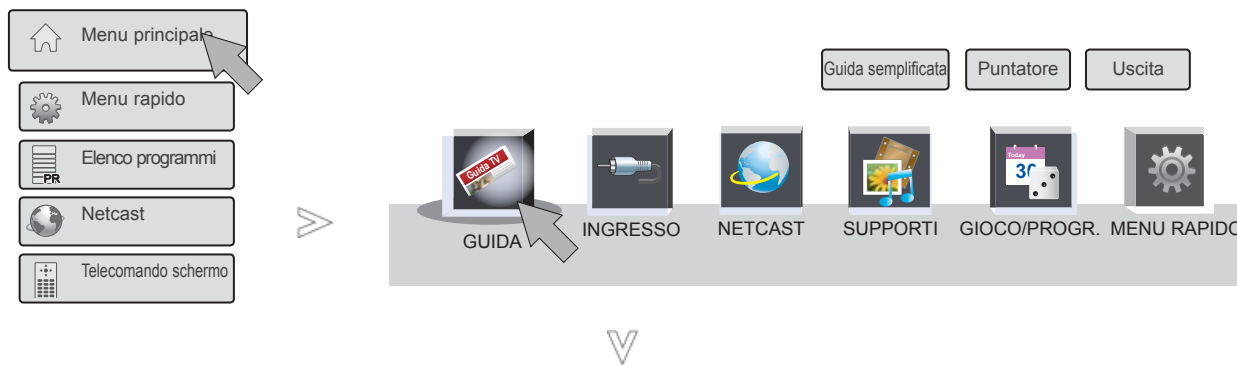 Menu principale
Menu rapido
Elenco programmi
PR
Netcast
Telecomando schermo
Guida semplificata
Puntatore
Uscita
Guida TV
Today
30
GUIDA
INGRESSO
NETCAST
SUPPORTI
GIOCO/PROGR.
MENU RAPIDO